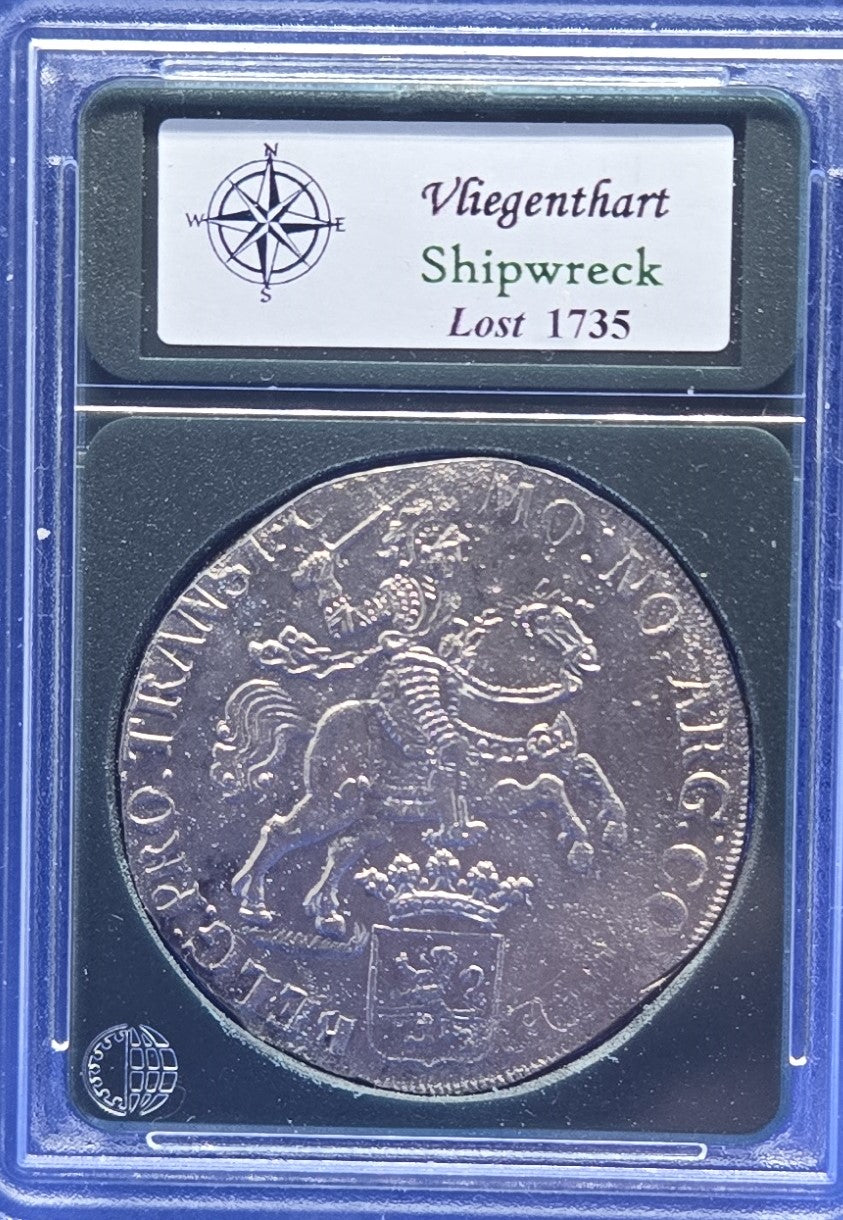 N
W E
S
Vliegenthart
Shipwreck
Lost 1735
MO. NO. ARG. CO
BELG. PRO. TRANSI